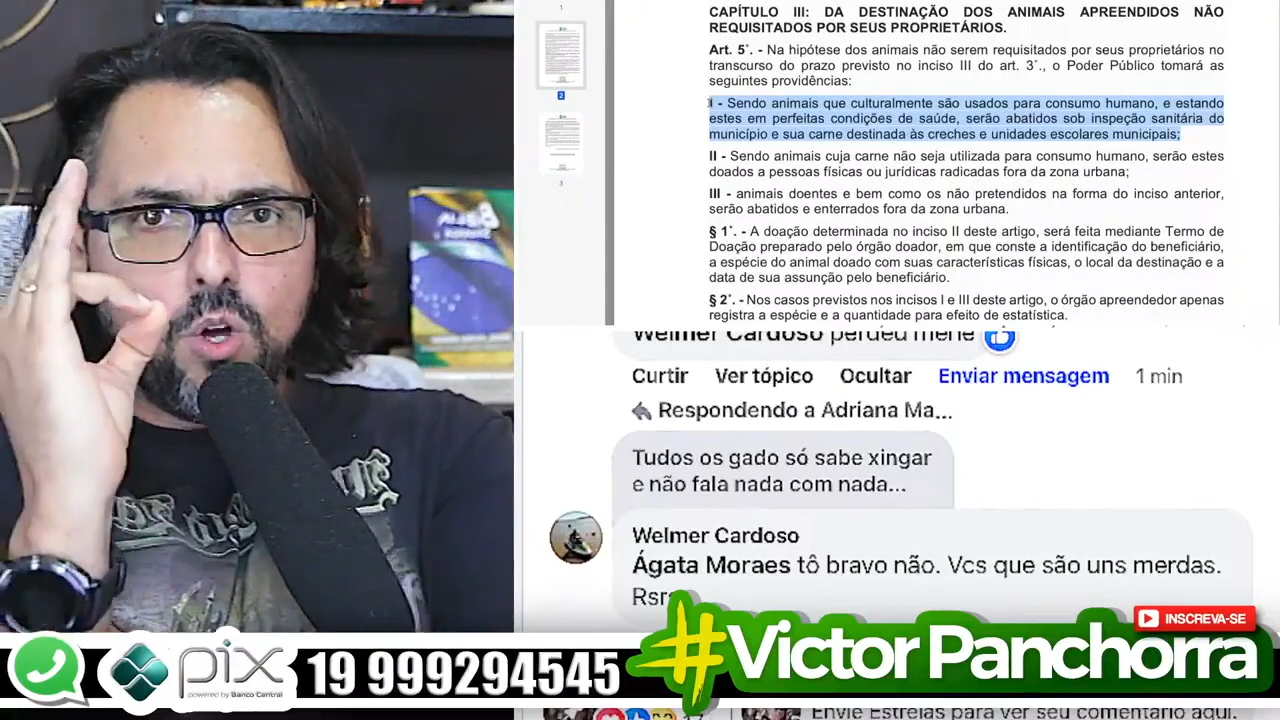 1
CAPÍTULO III: DA DESTINAÇÃO DOS ANIMAIS APREENDIDOS NÃO
REQUISITADOS POR SEUS PROPRIETÁRIOS
- Na hipótese dos animais não serem requisitados por seus proprietários no
transcurso do prazo previsto no inciso III do art. 3°., o Poder Público tomará as
seguintes providências:
I - Sendo animais que culturalmente são usados para consumo humano, e estando
estes em perfeitas condições de saúde, serão abatidos sob inspeção sanitária do
município e sua carne destinada às creches e unidades escolares municipais;
II - Sendo animais cuja carne não seja utilizada para consumo humano, serão estes
doados a pessoas físicas ou jurídicas radicadas fora da zona urbana;
III - animais doentes e bem como os não pretendidos na forma do inciso anterior,
serão abatidos e enterrados fora da zona urbana.
§ 1°. - A doação determinada no inciso II deste artigo, será feita mediante Termo de
Doação preparado pelo órgão doador, em que conste a identificação do beneficiário,
a espécie do animal doado com suas características físicas, o local da destinação e a
data de sua assunção pelo beneficiário.
§ 2°. - Nos casos previstos nos incisos I e III deste artigo, o órgão apreendedor apenas
registra a espécie e a quantidade para efeito de estatística.
2
3
Welmer Cardoso perdeu mene
Curtir Ver tópico Ocultar Enviar mensagem 1 min
Respondendo a Adriana Ma...
Tudos os gado só sabe xingar
e não fala nada com nada...
Welmer Cardoso
Ágata Moraes tô bravo não. Vcs que são uns merdas.
Rsrs
INSCREVA-SE
#VictorPanchorra
pix
powered by Banco Central
19 999294545
comentário aqui.